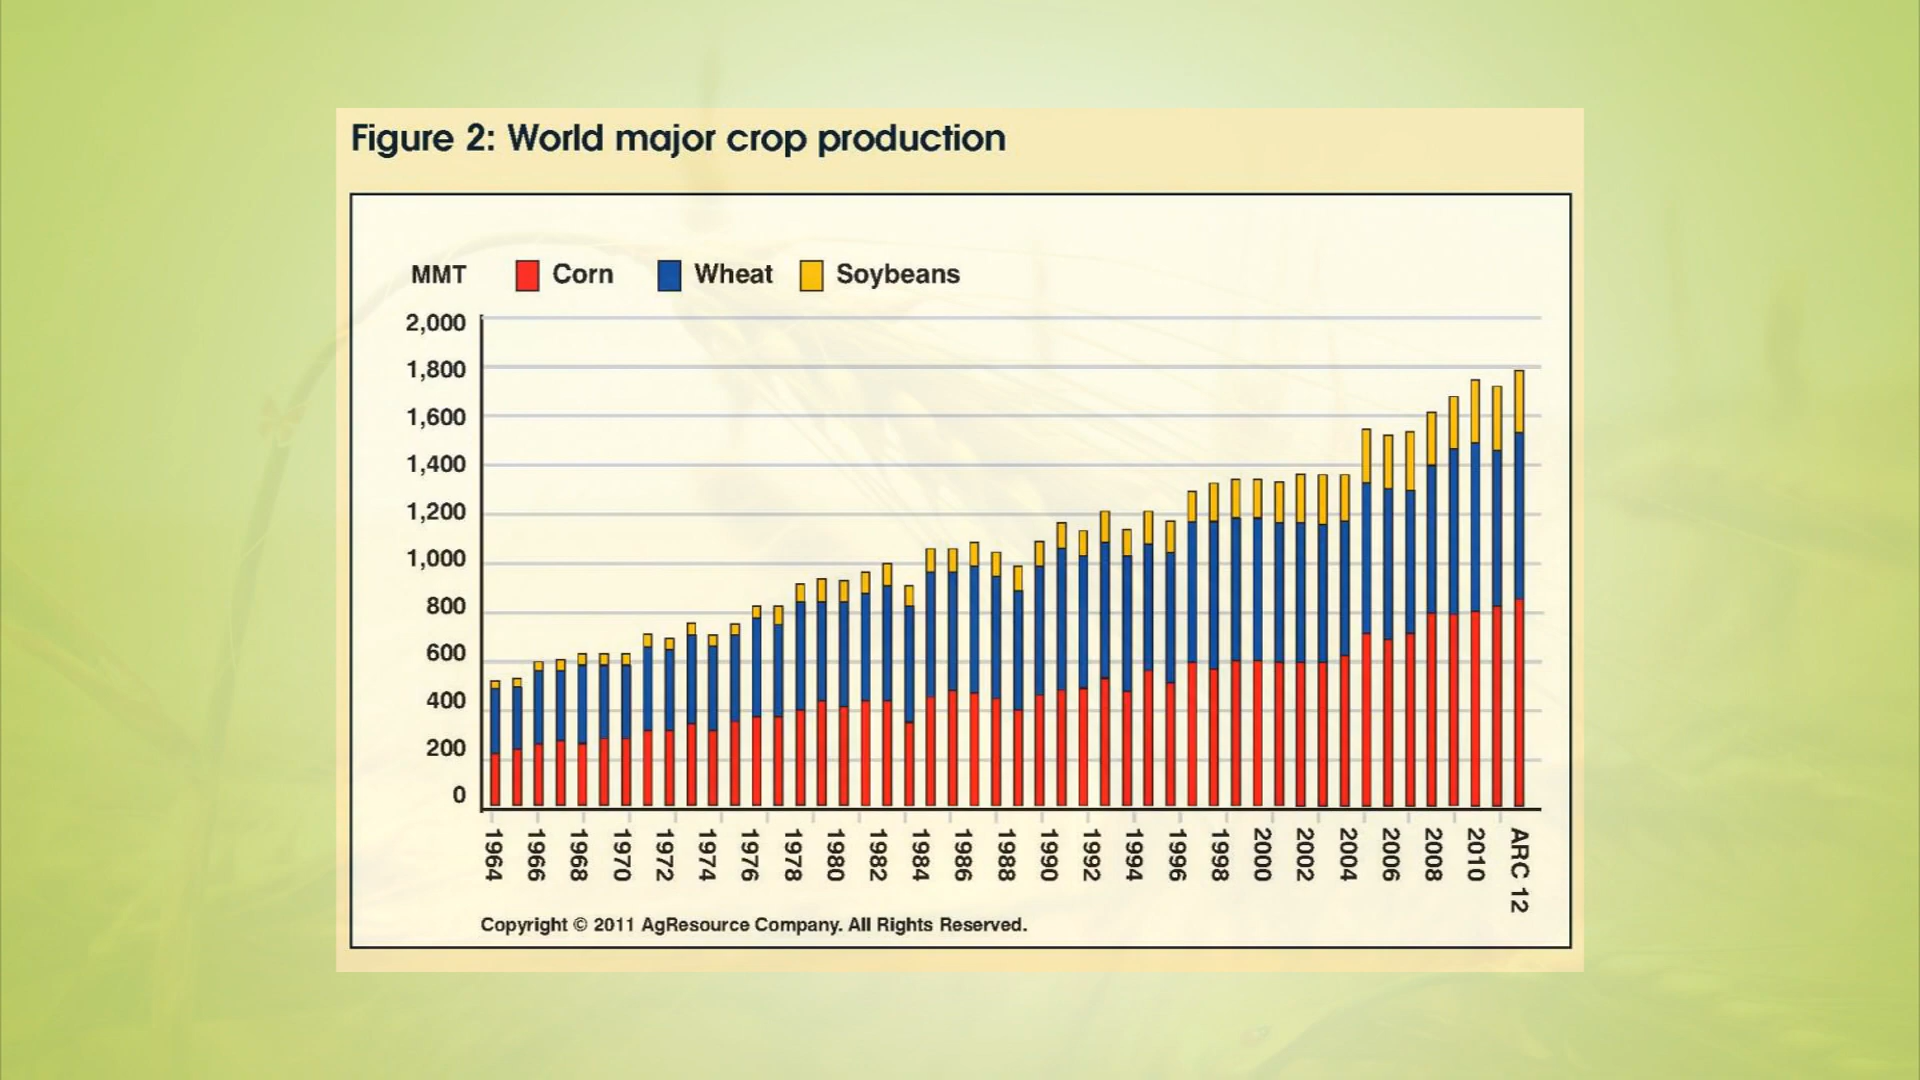 Figure 2: World major crop production
MMT Corn Wheat Soybeans
2,000
1,800
1,600
1,400
1,200
1,000
800
600
400
200
0
1964 1966 1968 1970 1972 1974 1976 1978 1980 1982 1984 1986 1988 1990 1992 1994 1996 1998 2000 2002 2004 2006 2008 2010 ARC 12
Copyright © 2011 AgResource Company. All Rights Reserved.